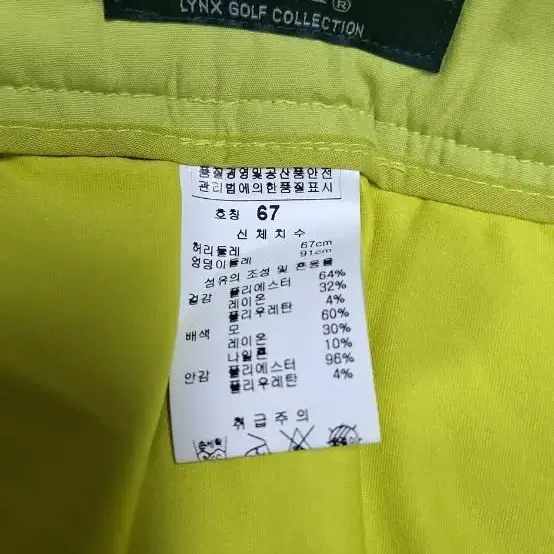 LYNX GOLF COLLECTION
품질경영및공산품안전
관리법에의한품질표시
호칭 67
신체치수
허리둘레 67cm
엉덩이둘레 91cm
섬유의 조성 및 혼용율
겉감 폴리에스터 64%
레이온 32%
폴리우레탄 4%
배색 모 60%
레이온 30%
나일론 10%
안감 폴리에스터 96%
폴리우레탄 4%
취급주의